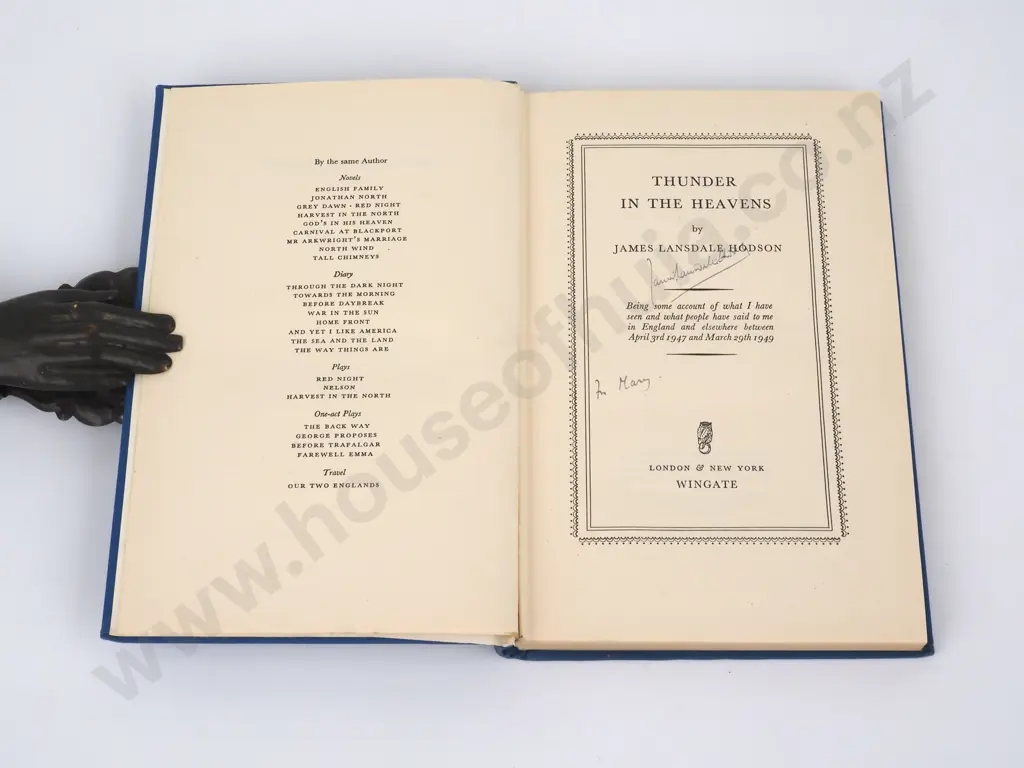 By the same Author
Novels
ENGLISH FAMILY
JONATHAN NORTH
GREY DAWN - RED NIGHT
HARVEST IN THE NORTH
GOD'S IN HIS HEAVEN
CARNIVAL AT BLACKPORT
MR ARKWRIGHT'S MARRIAGE
NORTH WIND
TALL CHIMNEYS
Diary
THROUGH THE DARK NIGHT
TOWARDS THE MORNING
BEFORE DAYBREAK
WAR IN THE SUN
HOME FRONT
AND YET I LIKE AMERICA
THE SEA AND THE LAND
THE WAY THINGS ARE
Plays
RED NIGHT
NELSON
HARVEST IN THE NORTH
One-act Plays
THE BACK WAY
GEORGE PROPOSES
BEFORE TRAFALGAR
FAREWELL EMMA
Travel
OUR TWO ENGLANDS
THUNDER
IN THE HEAVENS
by
JAMES LANSDALE HODSON
James Lansdale Hodson
Being some account of what I have
seen and what people have said to me
in England and elsewhere between
April 3rd 1947 and March 29th 1949
For Mary.
LONDON & NEW YORK
WINGATE
www.houseofhuia.co.nz